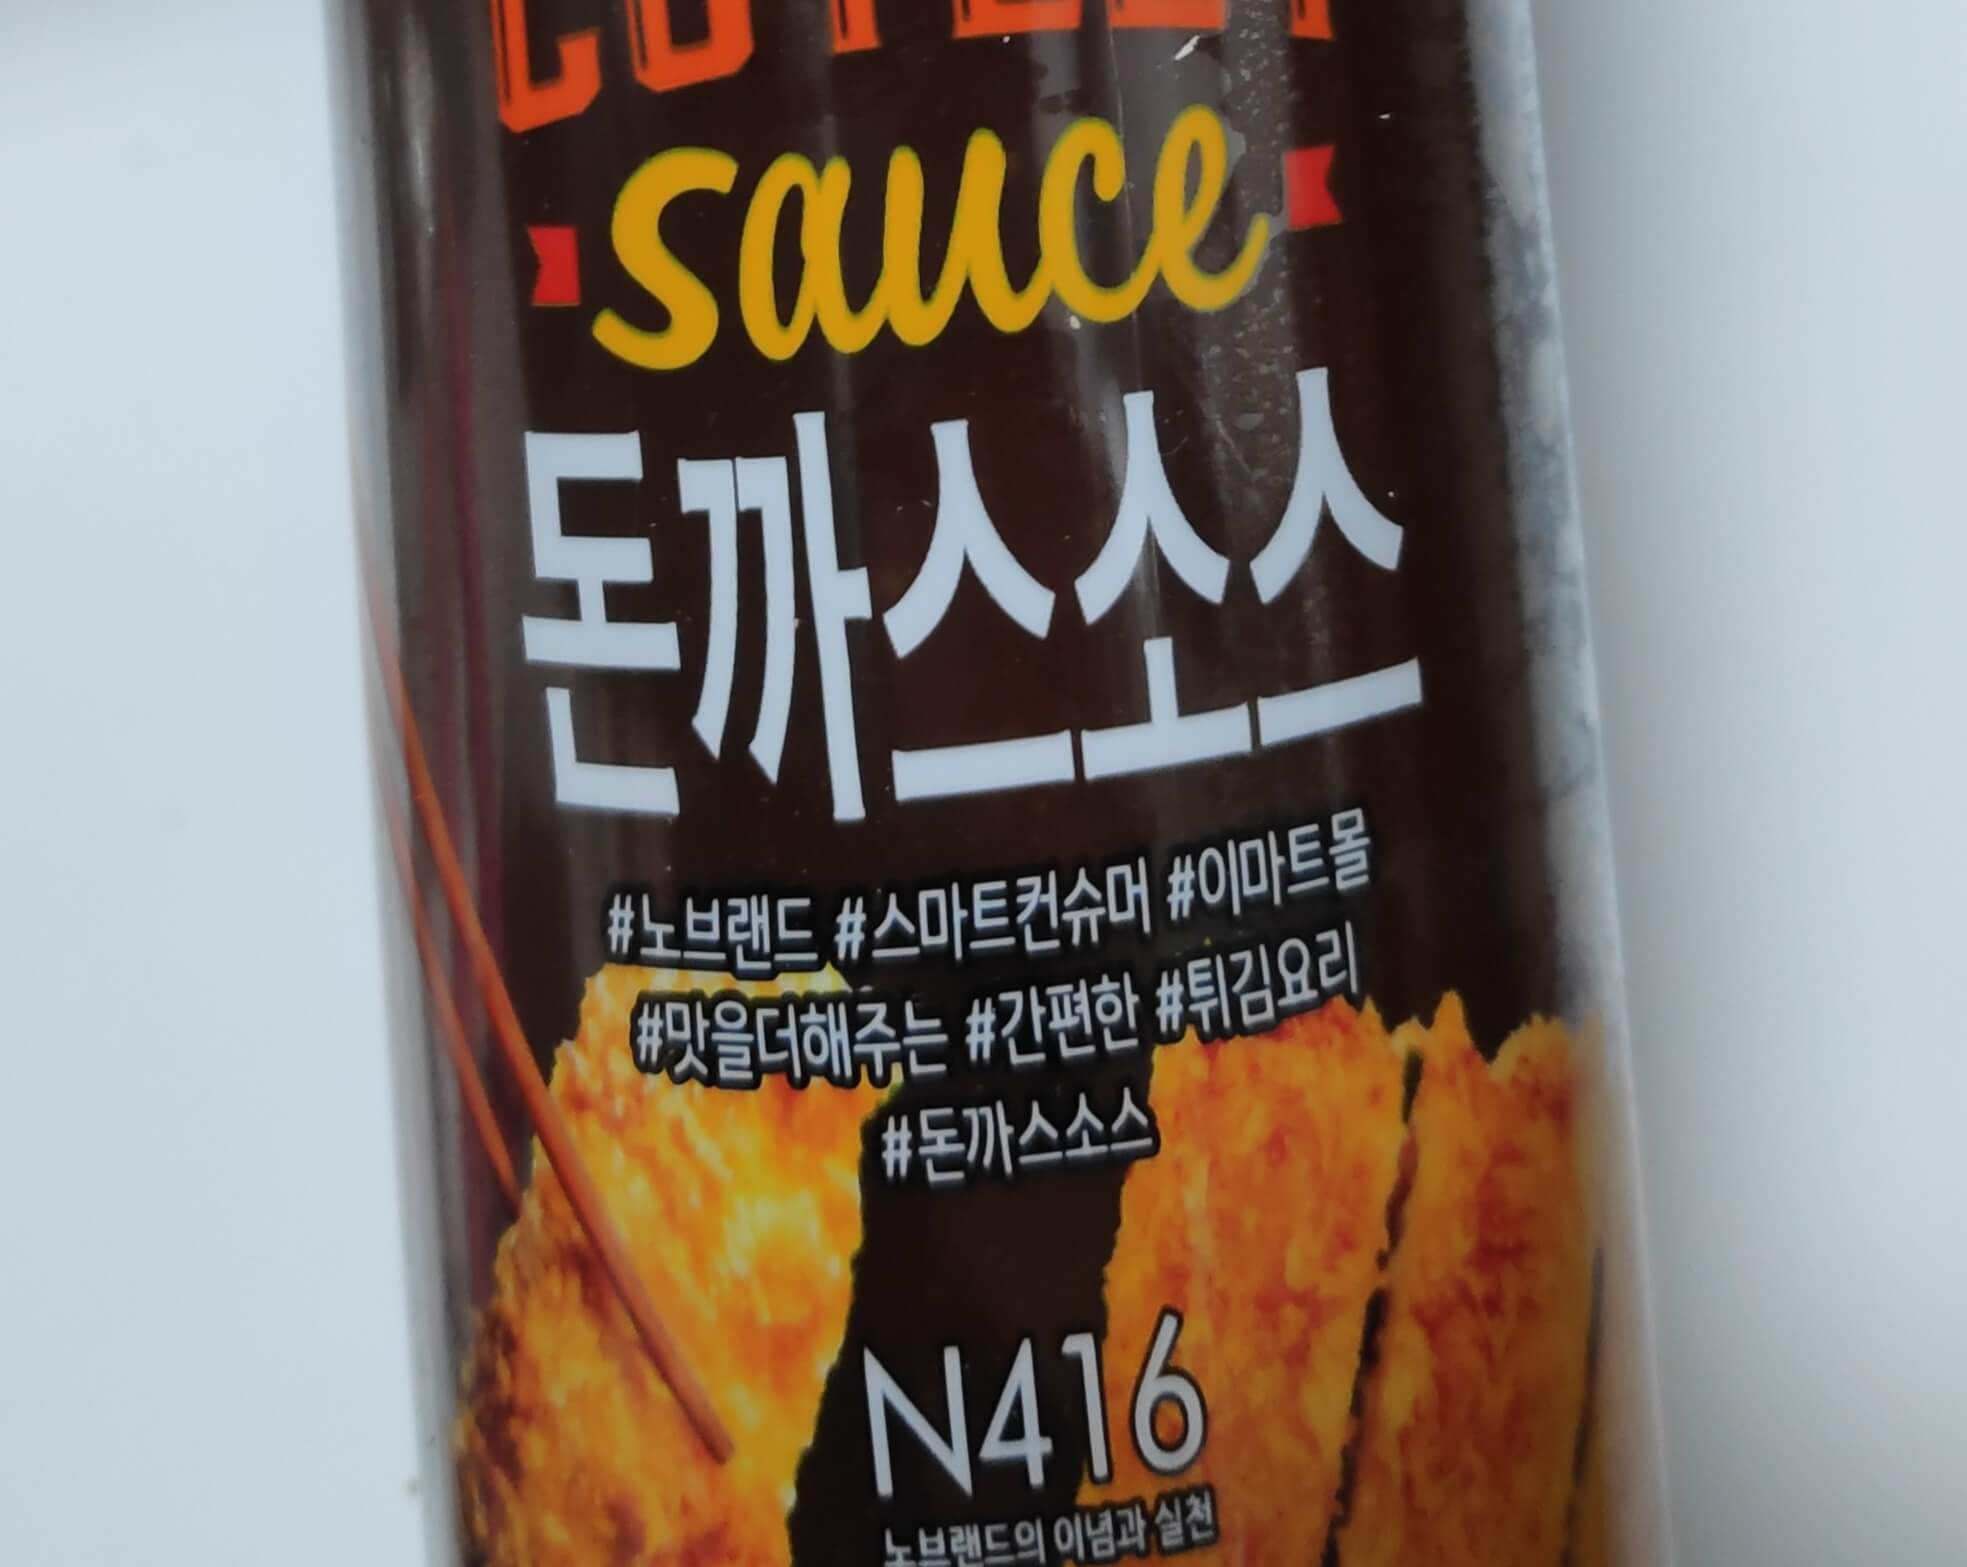 CUTLET
sauce
돈까스소스
#노브랜드 #스마트컨슈머 #이마트몰
#맛을더해주는 #간편한 #튀김요리
#돈까스소스
N416
노브랜드의 이념과 실천